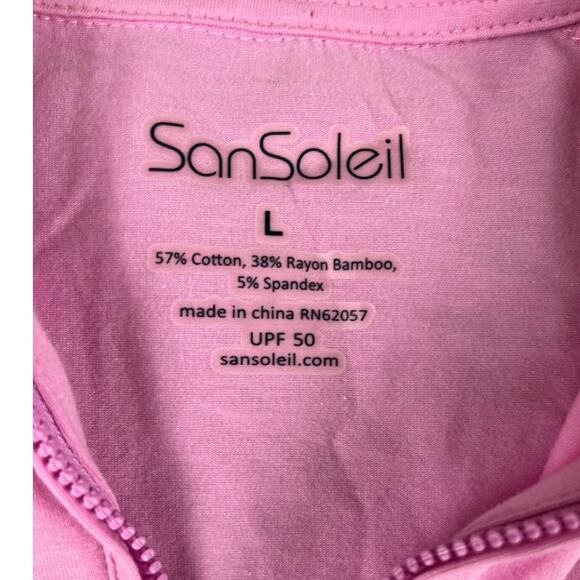 SanSoleil
L
57% Cotton, 38% Rayon Bamboo,
5% Spandex
made in china RN62057
UPF 50
sansoleil.com